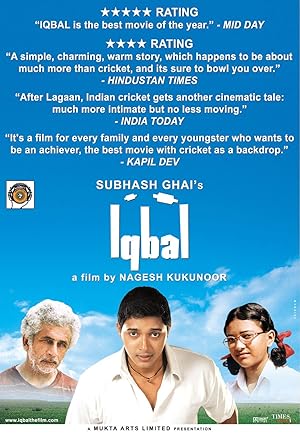 ★★★★★ RATING
“IQBAL is the best movie of the year.” - MID DAY
★★★★ RATING
“A simple, charming, warm story, which happens to be about
much more than cricket, and its sure to bowl you over.”
- HINDUSTAN TIMES
“After Lagaan, Indian cricket gets another cinematic tale:
much more intimate but no less moving.”
- INDIA TODAY
“It's a film for every family and every youngster who wants to
be an achiever, the best movie with cricket as a backdrop.”
- KAPIL DEV
SUBHASH GHAI's
Iqbal
a film by NAGESH KUKUNOOR
www.iqbalthefilm.com
A MUKTA ARTS LIMITED PRESENTATION
TIMES